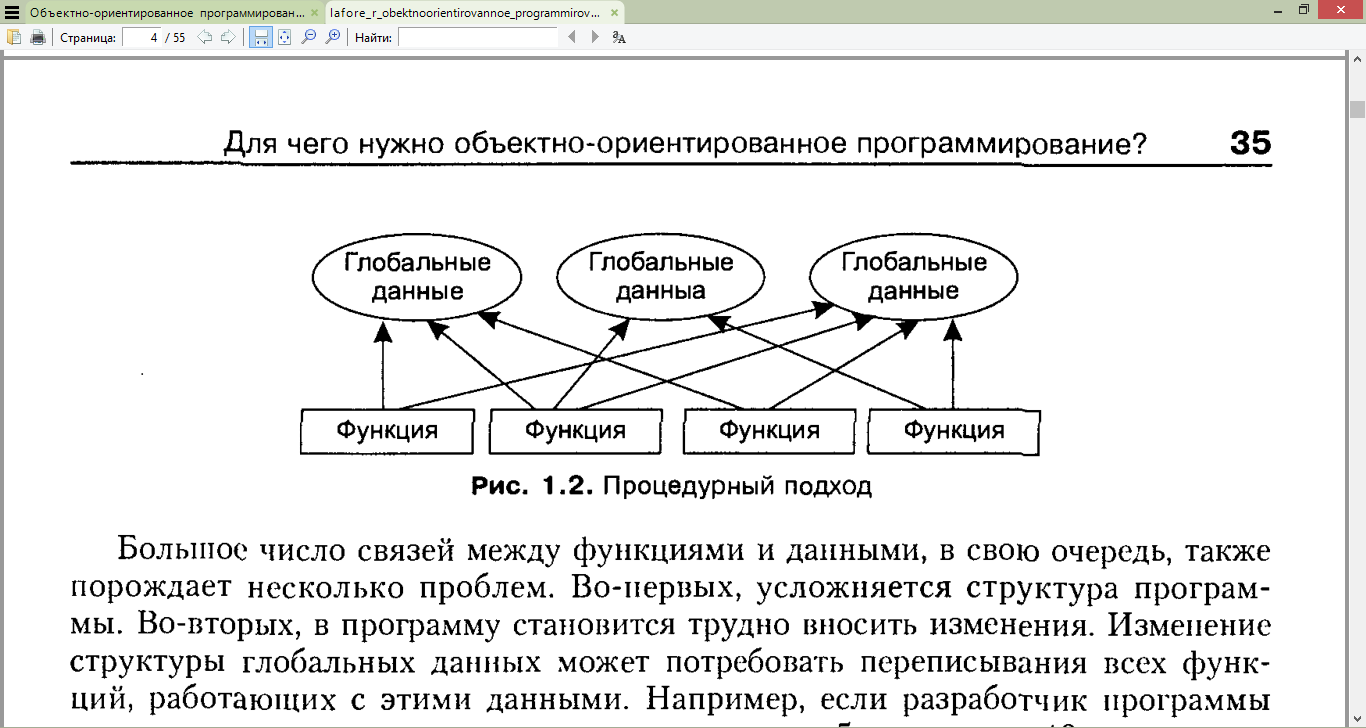 Объектно-ориентированное программирован...
lafore_r_obektnoorientirovannoe_programmirov...
Страница: 4 / 55 Найти:
Для чего нужно объектно-ориентированное программирование? 35
Глобальные Глобальные Глобальные
данные данныа данные
Функция Функция Функция Функция
Рис. 1.2. Процедурный подход
Большое число связей между функциями и данными, в свою очередь, также
порождает несколько проблем. Во-первых, усложняется структура програм-
мы. Во-вторых, в программу становится трудно вносить изменения. Изменение
структуры глобальных данных может потребовать переписывания всех функ-
ций, работающих с этими данными. Например, если разработчик программы